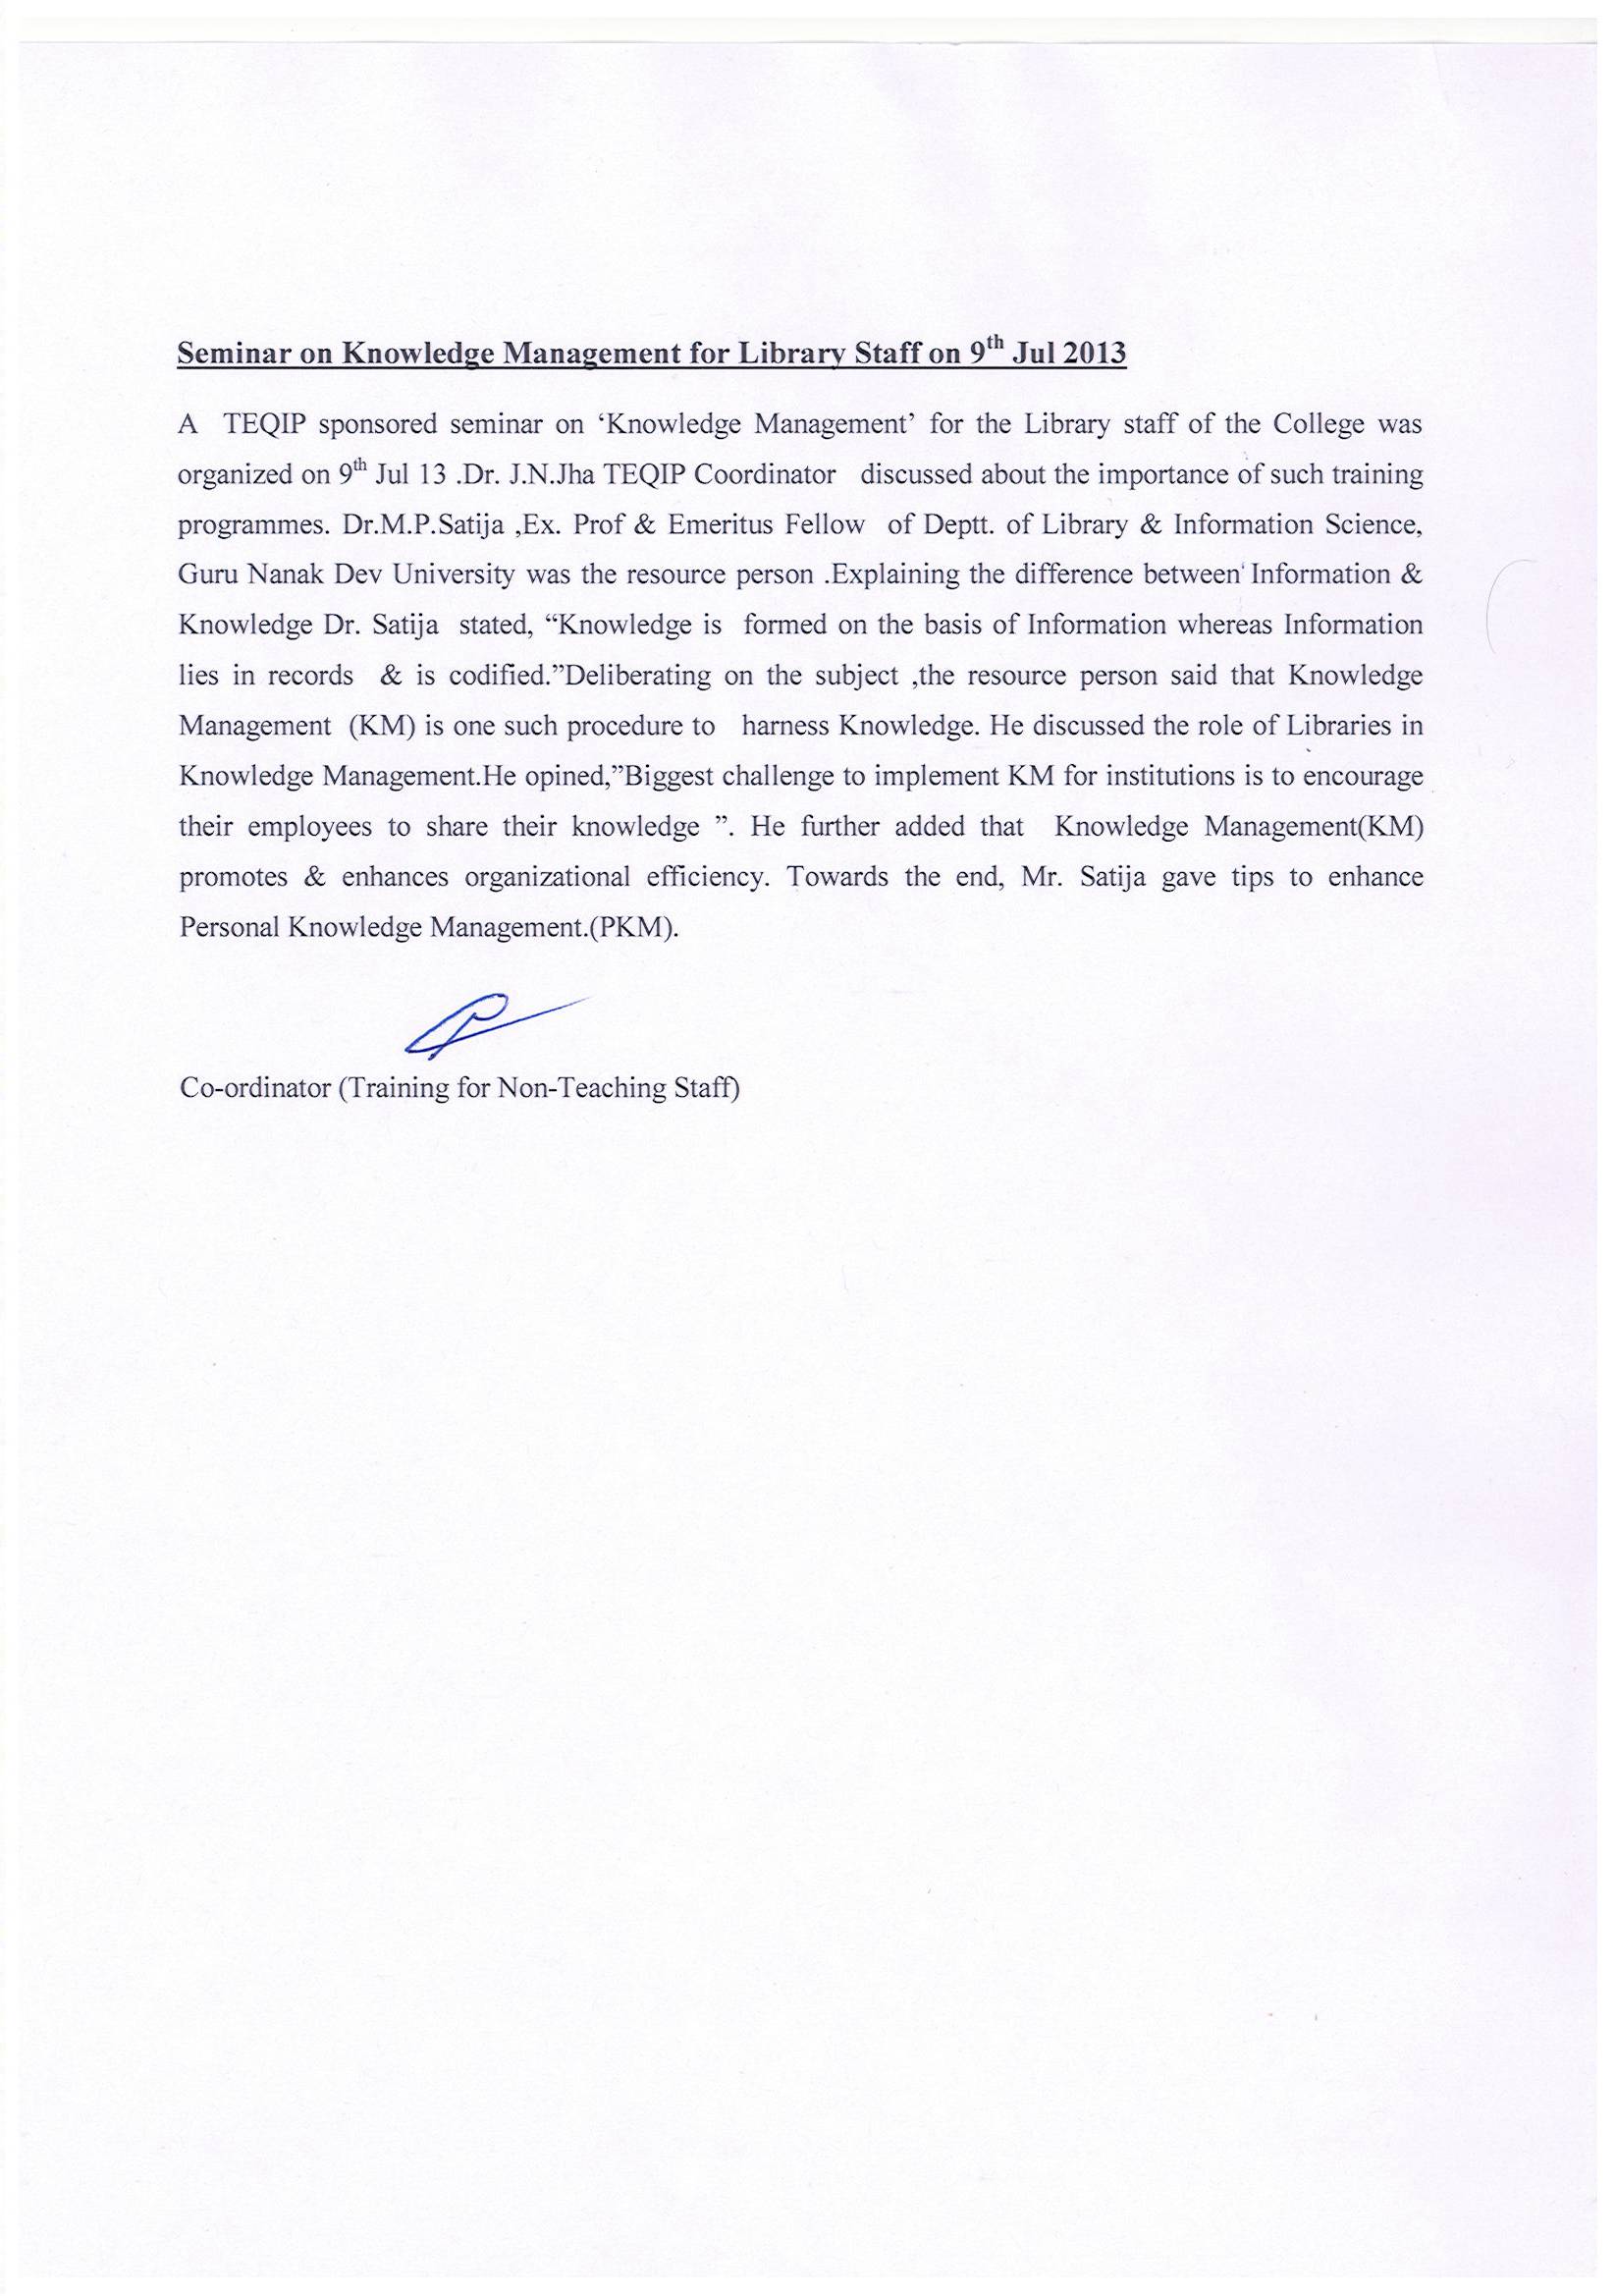 Seminar on Knowledge Management for Library Staff on 9th Jul 2013
A TEQIP sponsored seminar on ‘Knowledge Management’ for the Library staff of the College was
organized on 9th Jul 13 .Dr. J.N.Jha TEQIP Coordinator discussed about the importance of such training
programmes. Dr.M.P.Satija ,Ex. Prof & Emeritus Fellow of Deptt. of Library & Information Science,
Guru Nanak Dev University was the resource person .Explaining the difference between Information &
Knowledge Dr. Satija stated, “Knowledge is formed on the basis of Information whereas Information
lies in records & is codified.”Deliberating on the subject ,the resource person said that Knowledge
Management (KM) is one such procedure to harness Knowledge. He discussed the role of Libraries in
Knowledge Management.He opined,”Biggest challenge to implement KM for institutions is to encourage
their employees to share their knowledge ”. He further added that Knowledge Management(KM)
promotes & enhances organizational efficiency. Towards the end, Mr. Satija gave tips to enhance
Personal Knowledge Management.(PKM).
Co-ordinator (Training for Non-Teaching Staff)